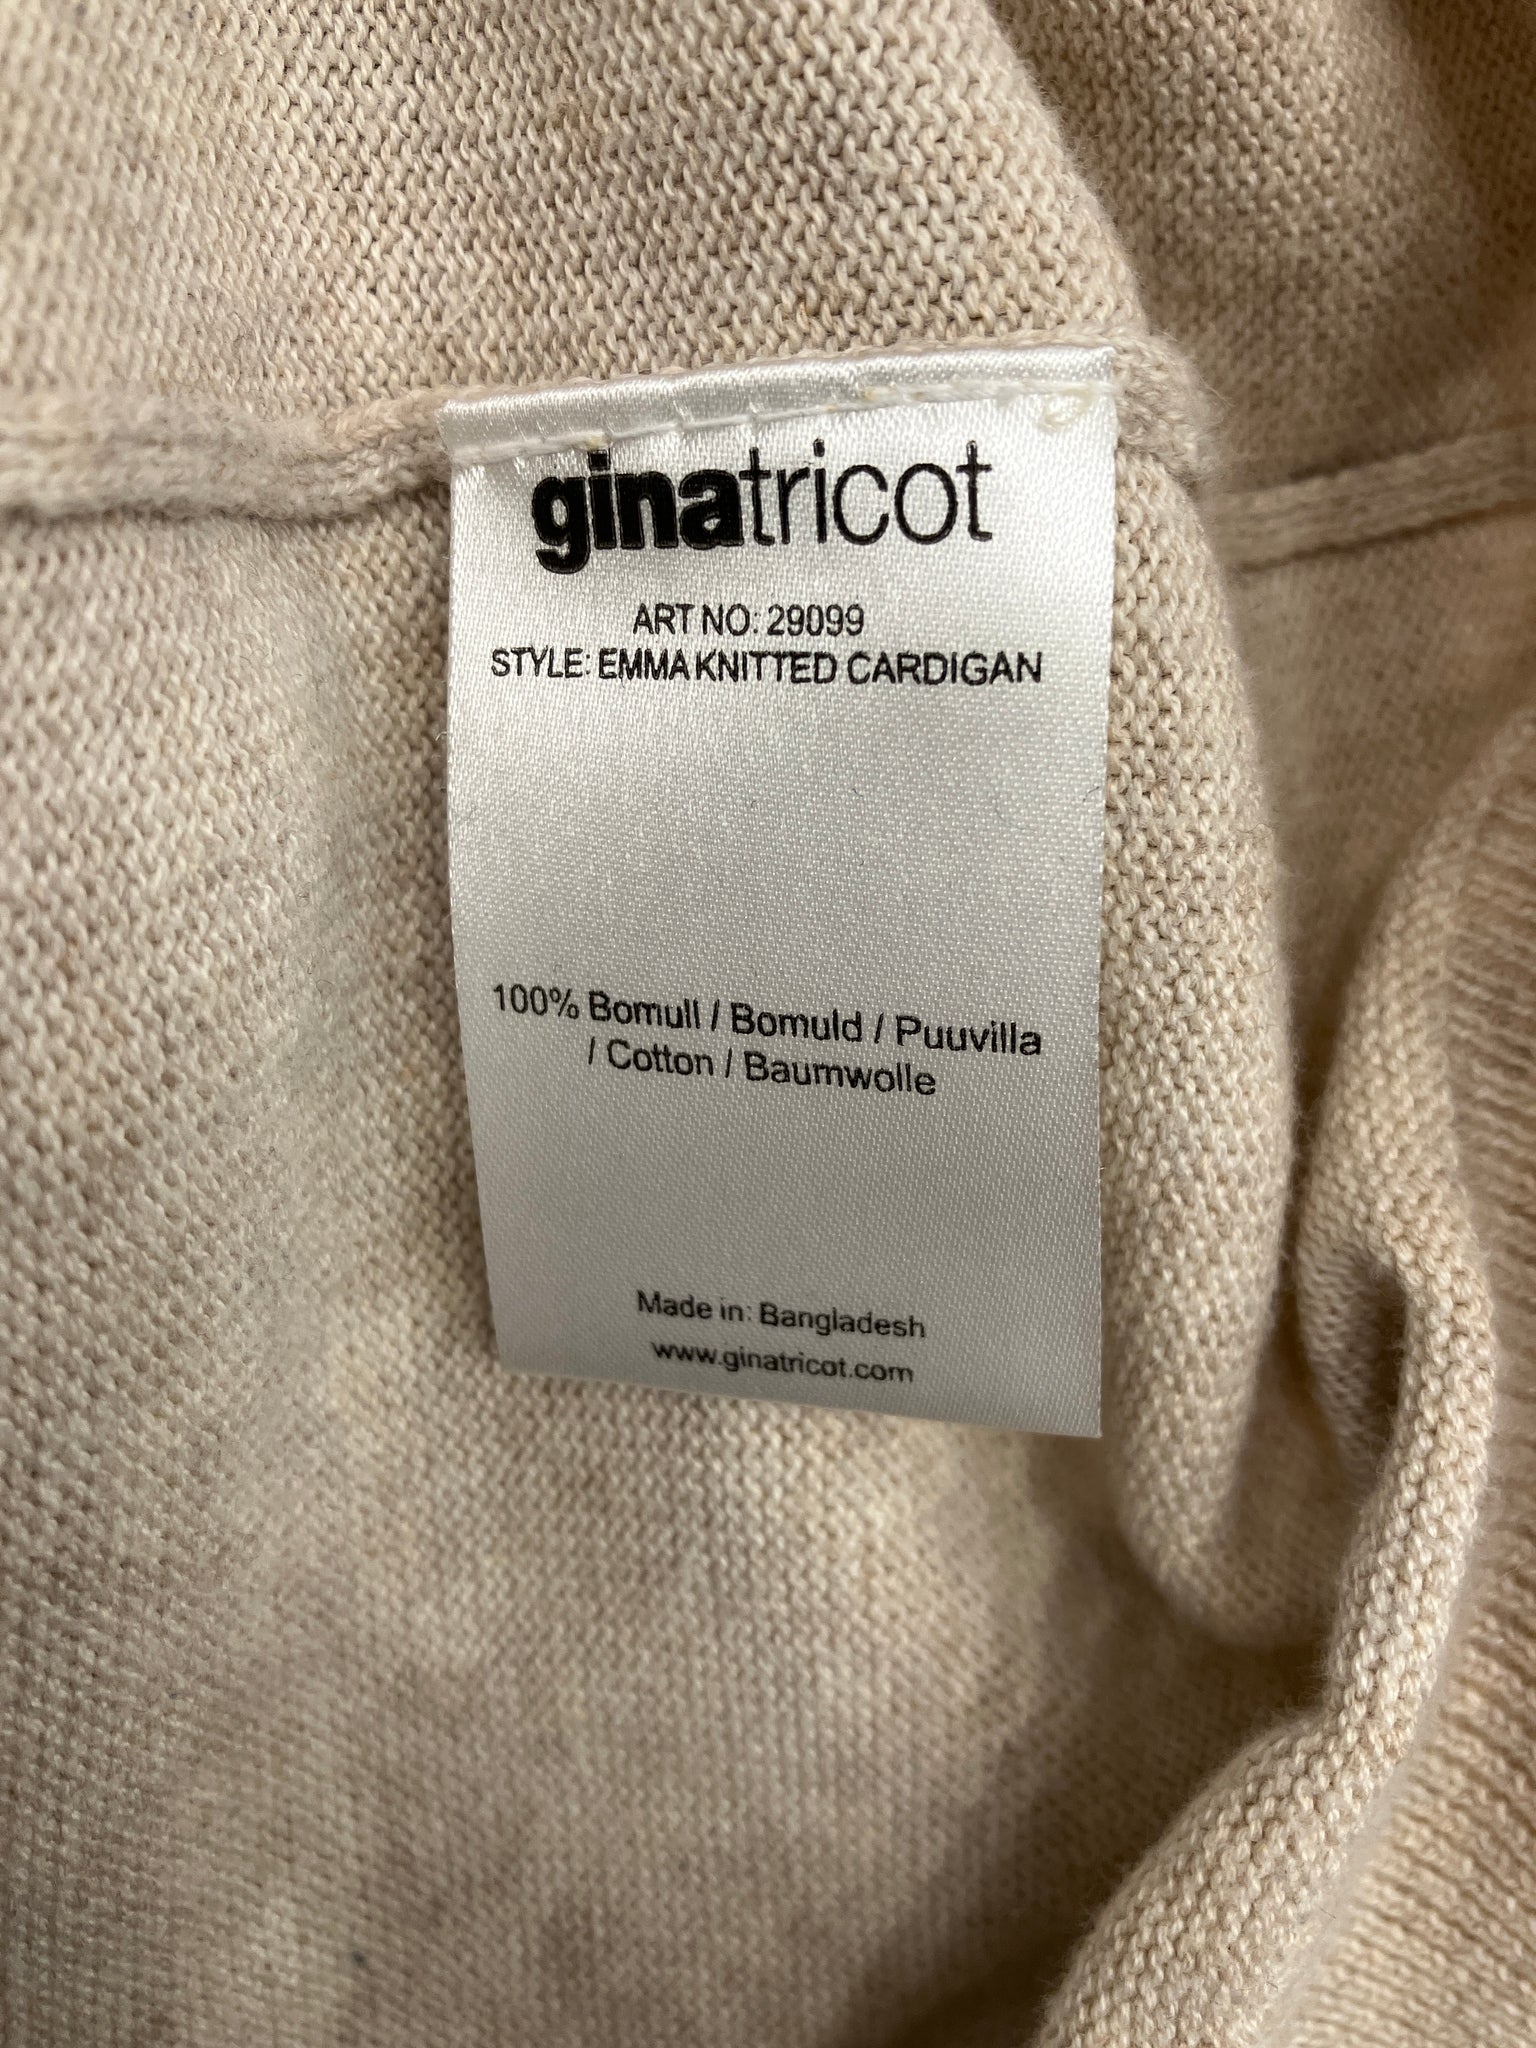 ginatricot
ART NO: 29099
STYLE: EMMA KNITTED CARDIGAN
100% Bomull / Bomuld / Puuvilla
/ Cotton / Baumwolle
Made in: Bangladesh
www.ginatricot.com